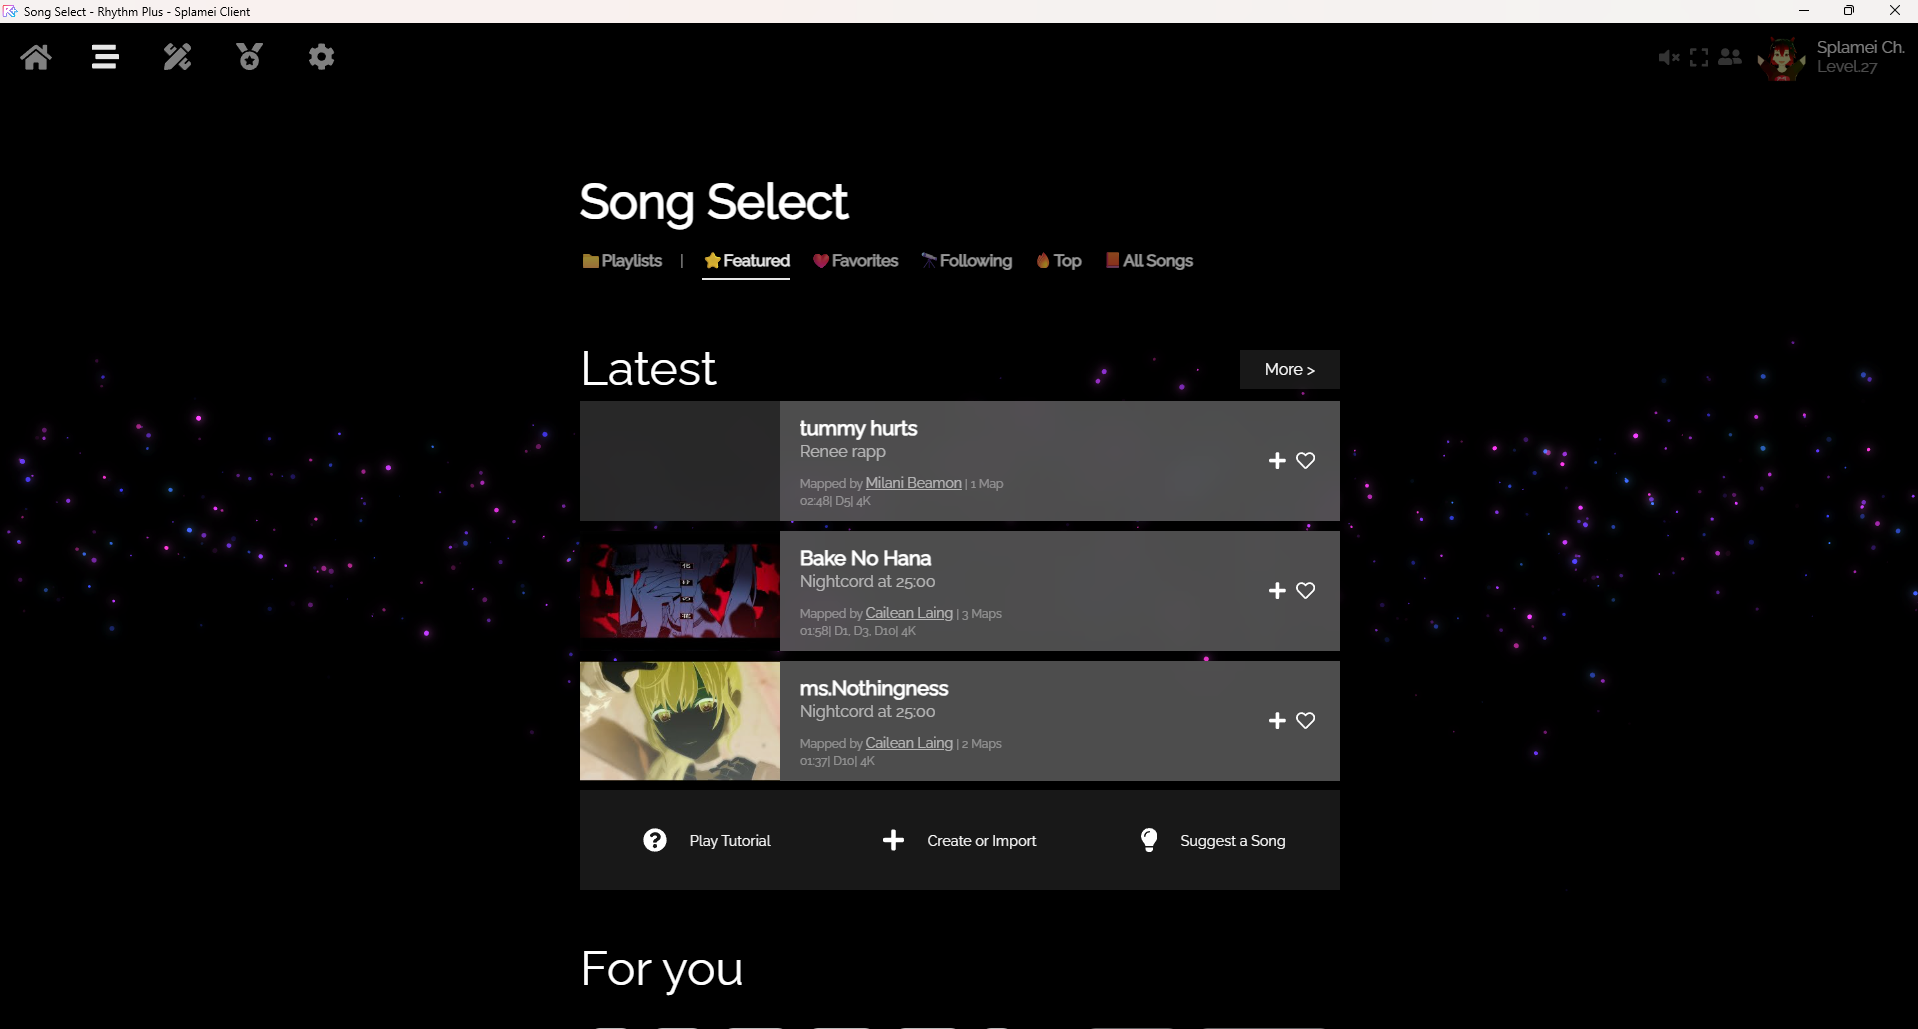 Song Select - Rhythm Plus - Splamei Client
Splamei Ch.
Level.27
Song Select
Playlists | Featured Favorites Following Top All Songs
Latest
More >
tummy hurts
Renee rapp
Mapped by Milani Beamon | 1 Map
02:48| D5| 4K
Bake No Hana
Nightcord at 25:00
Mapped by Cailean Laing | 3 Maps
01:58| D1, D3, D10| 4K
ms.Nothingness
Nightcord at 25:00
Mapped by Cailean Laing | 2 Maps
01:37| D10| 4K
Play Tutorial
Create or Import
Suggest a Song
For you